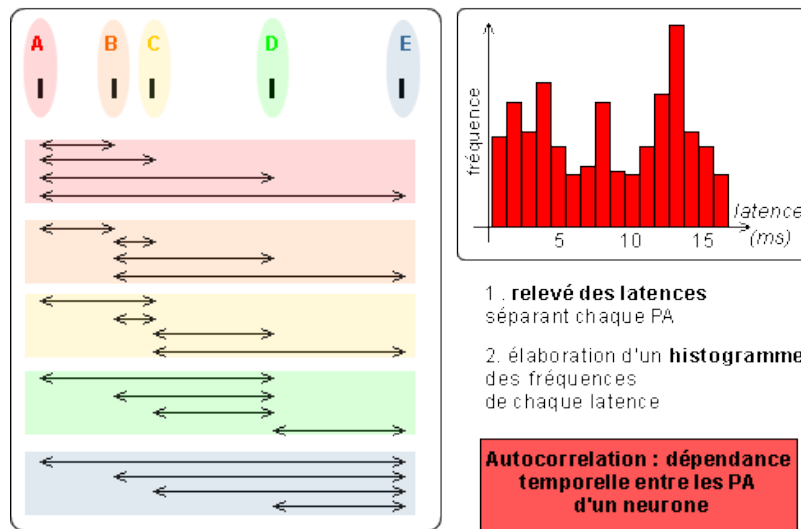 A B C D E
fréquence
5 10 15
latence
(ms)
1 . relevé des latences
séparant chaque PA
2. élaboration d'un histogramme
des fréquences
de chaque latence
Autocorrelation : dépendance
temporelle entre les PA
d'un neurone